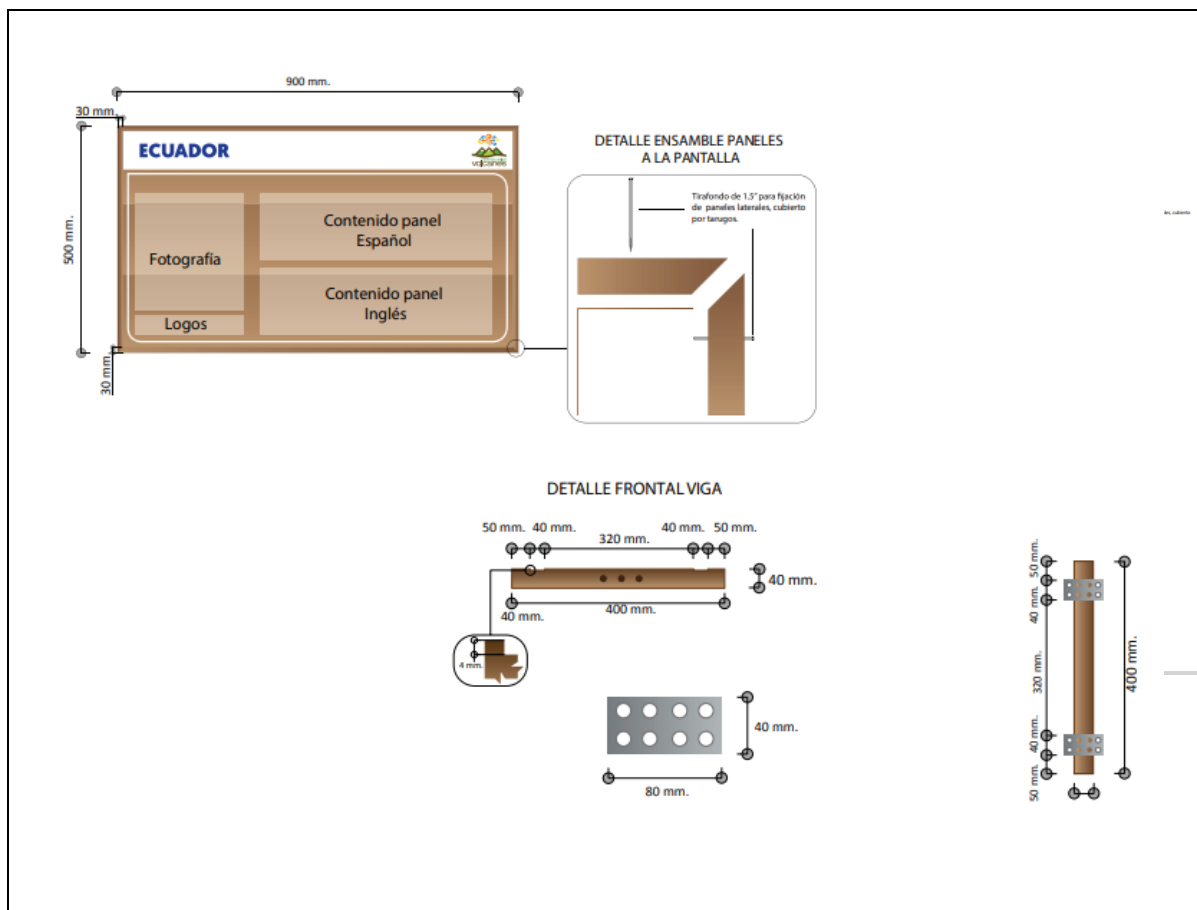 900 mm.
30 mm.
ECUADOR
volcanels
500 mm.
Fotografía
Logos
Contenido panel
Español
Contenido panel
Inglés
30 mm.
DETALLE ENSAMBLE PANELES
A LA PANTALLA
Tirafondo de 1.5" para fijación
de paneles laterales, cubierto
por tarugos.
les, cubierto
DETALLE FRONTAL VIGA
50 mm. 40 mm.
320 mm.
40 mm. 50 mm.
40 mm.
400 mm.
40 mm.
4 mm.
40 mm.
80 mm.
50 mm.
40 mm.
320 mm.
40 mm.
50 mm.
400 mm.